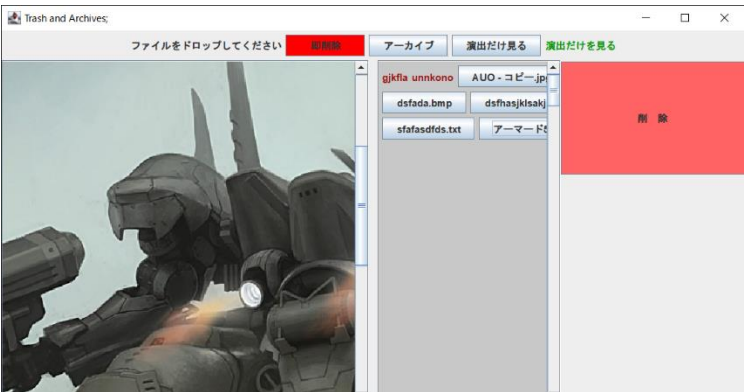 Trash and Archives;
ファイルをドロップしてください 即削除 アーカイブ 演出だけ見る 演出だけを見る
gjkfla unnkono AUO - コピー.jpg
dsfada.bmp dsfhasjklsakj
sfafasdfds.txt アーマード
削 除